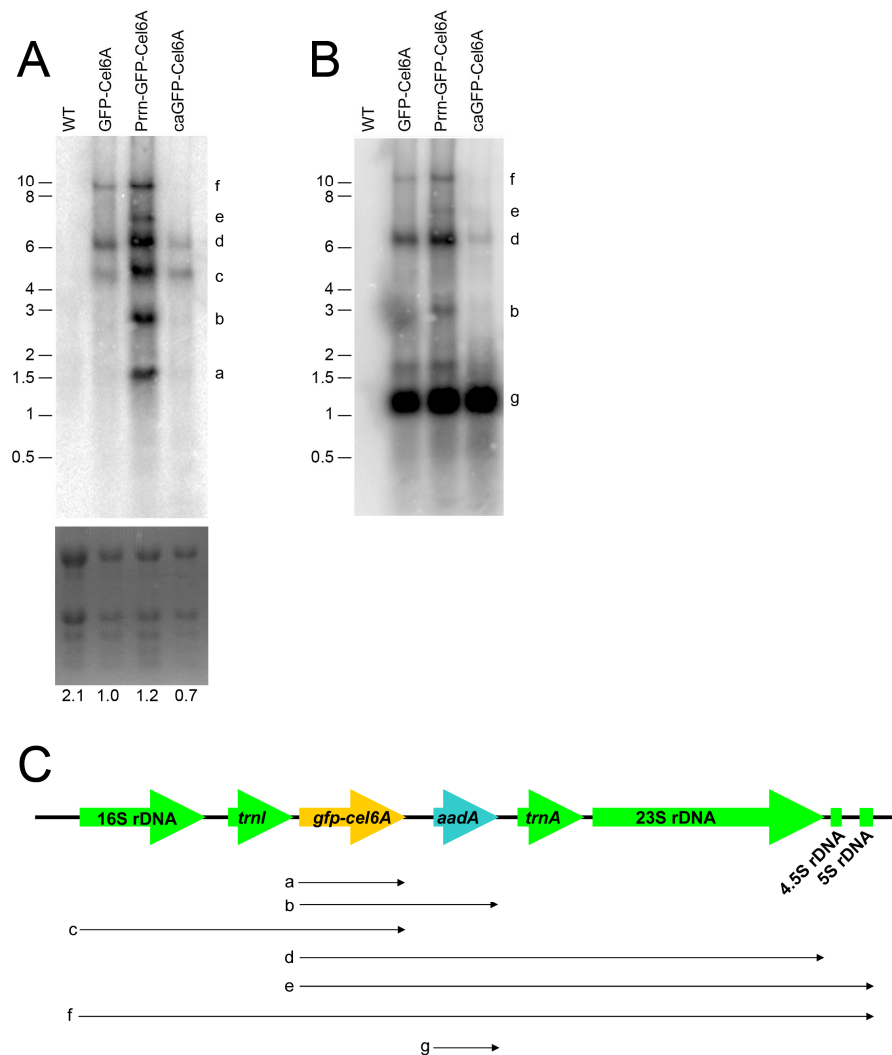 A
WT
GFP-Cel6A
Prrn-GFP-Cel6A
caGFP-Cel6A
10
8
6
4
3
2
1.5
1
0.5
f
e
d
c
b
a
2.1 1.0 1.2 0.7
B
WT
GFP-Cel6A
Prrn-GFP-Cel6A
caGFP-Cel6A
10
8
6
4
3
2
1.5
1
0.5
f
e
d
b
g
C
16S rDNA trnI gfp-cel6A aadA trnA 23S rDNA
4.5S rDNA
5S rDNA
a
b
c
d
e
f
g